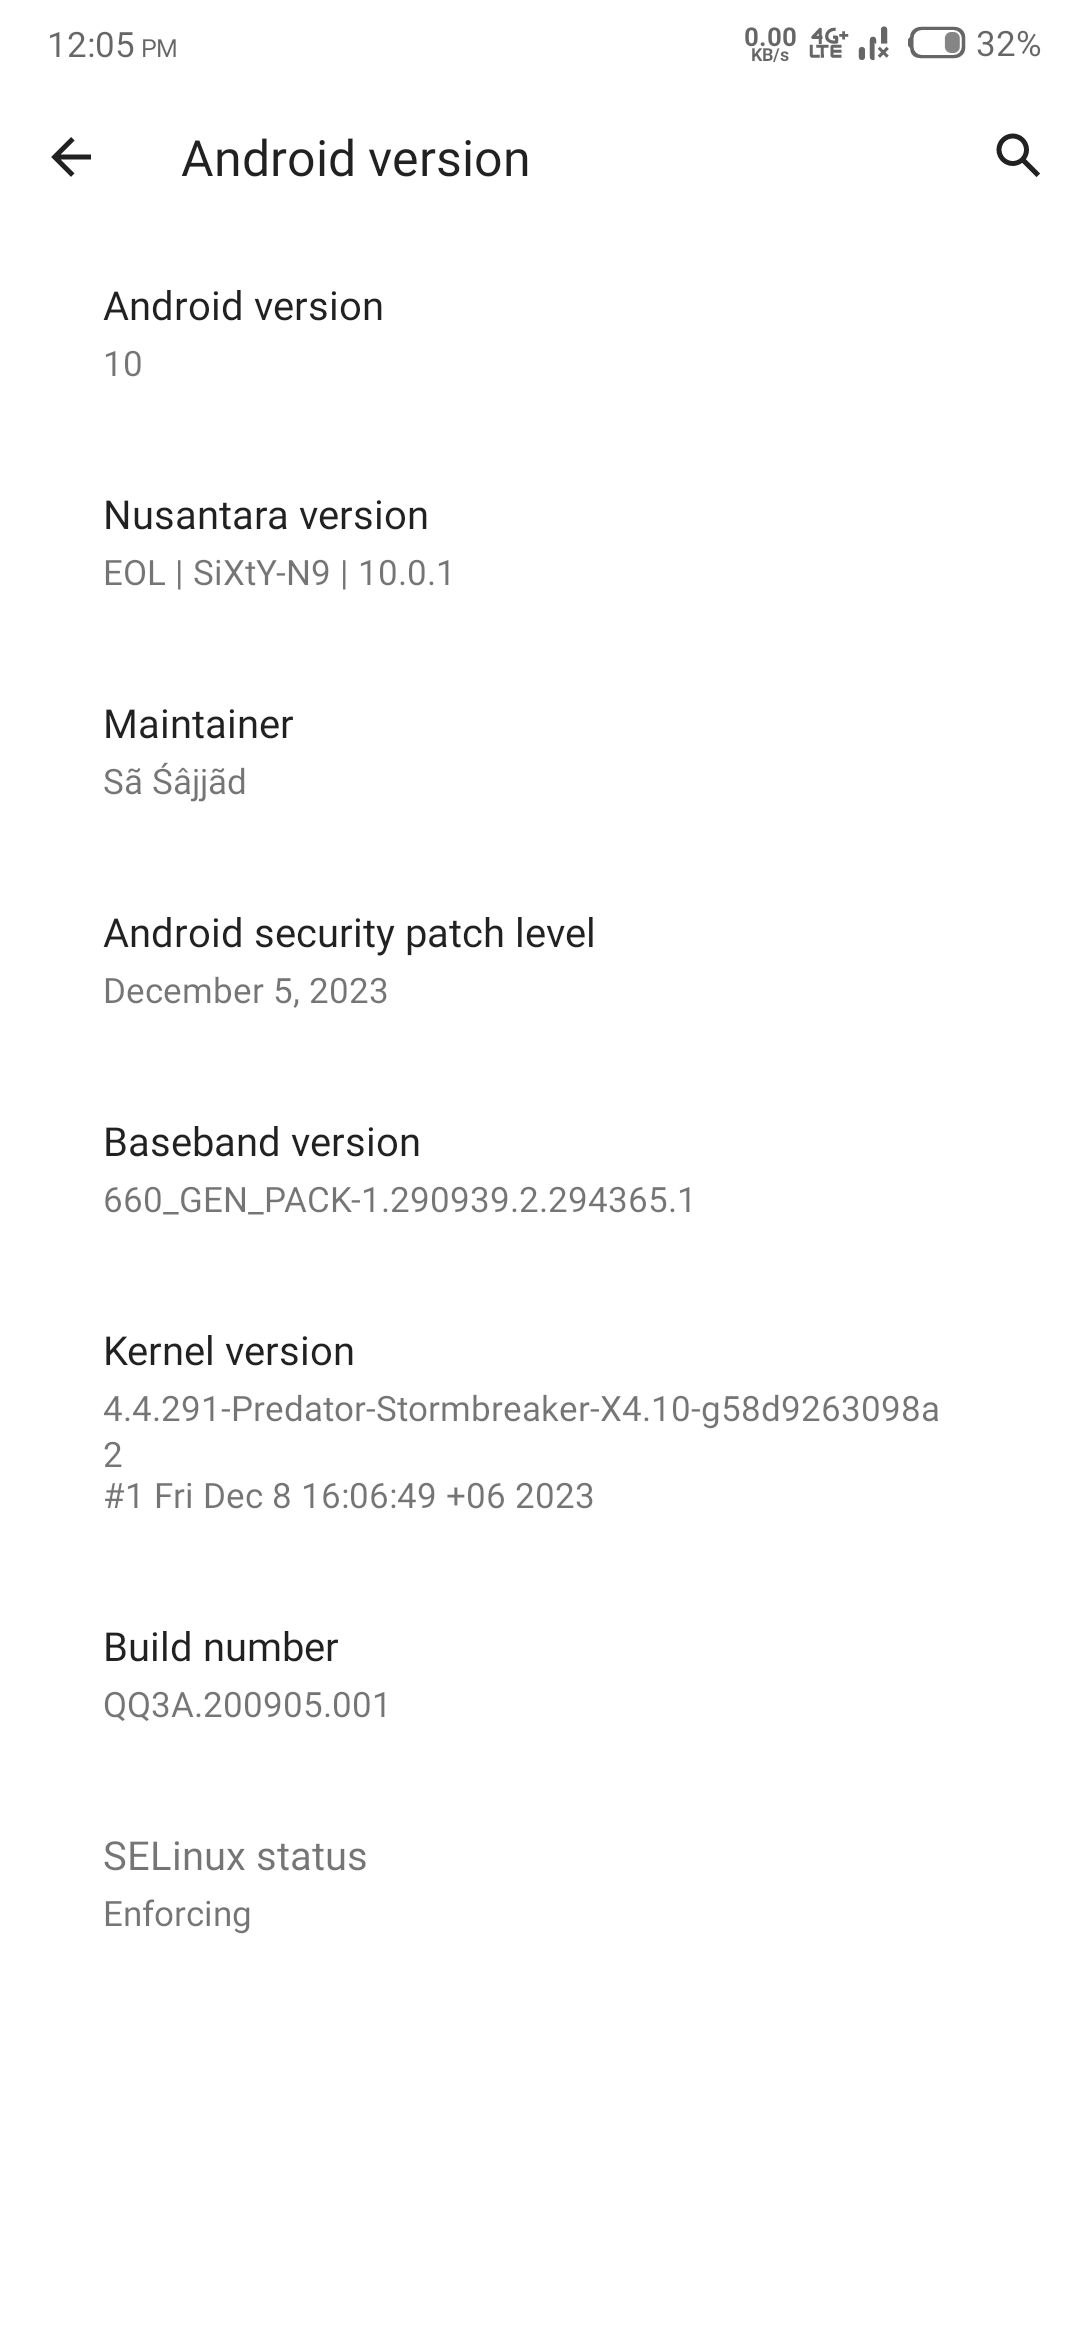 12:05 PM
0.00 KB/s 4G+ LTE 32%
Android version
Android version
10
Nusantara version
EOL | SiXtY-N9 | 10.0.1
Maintainer
Sã Śâjjãd
Android security patch level
December 5, 2023
Baseband version
660_GEN_PACK-1.290939.2.294365.1
Kernel version
4.4.291-Predator-Stormbreaker-X4.10-g58d9263098a
2
#1 Fri Dec 8 16:06:49 +06 2023
Build number
QQ3A.200905.001
SELinux status
Enforcing